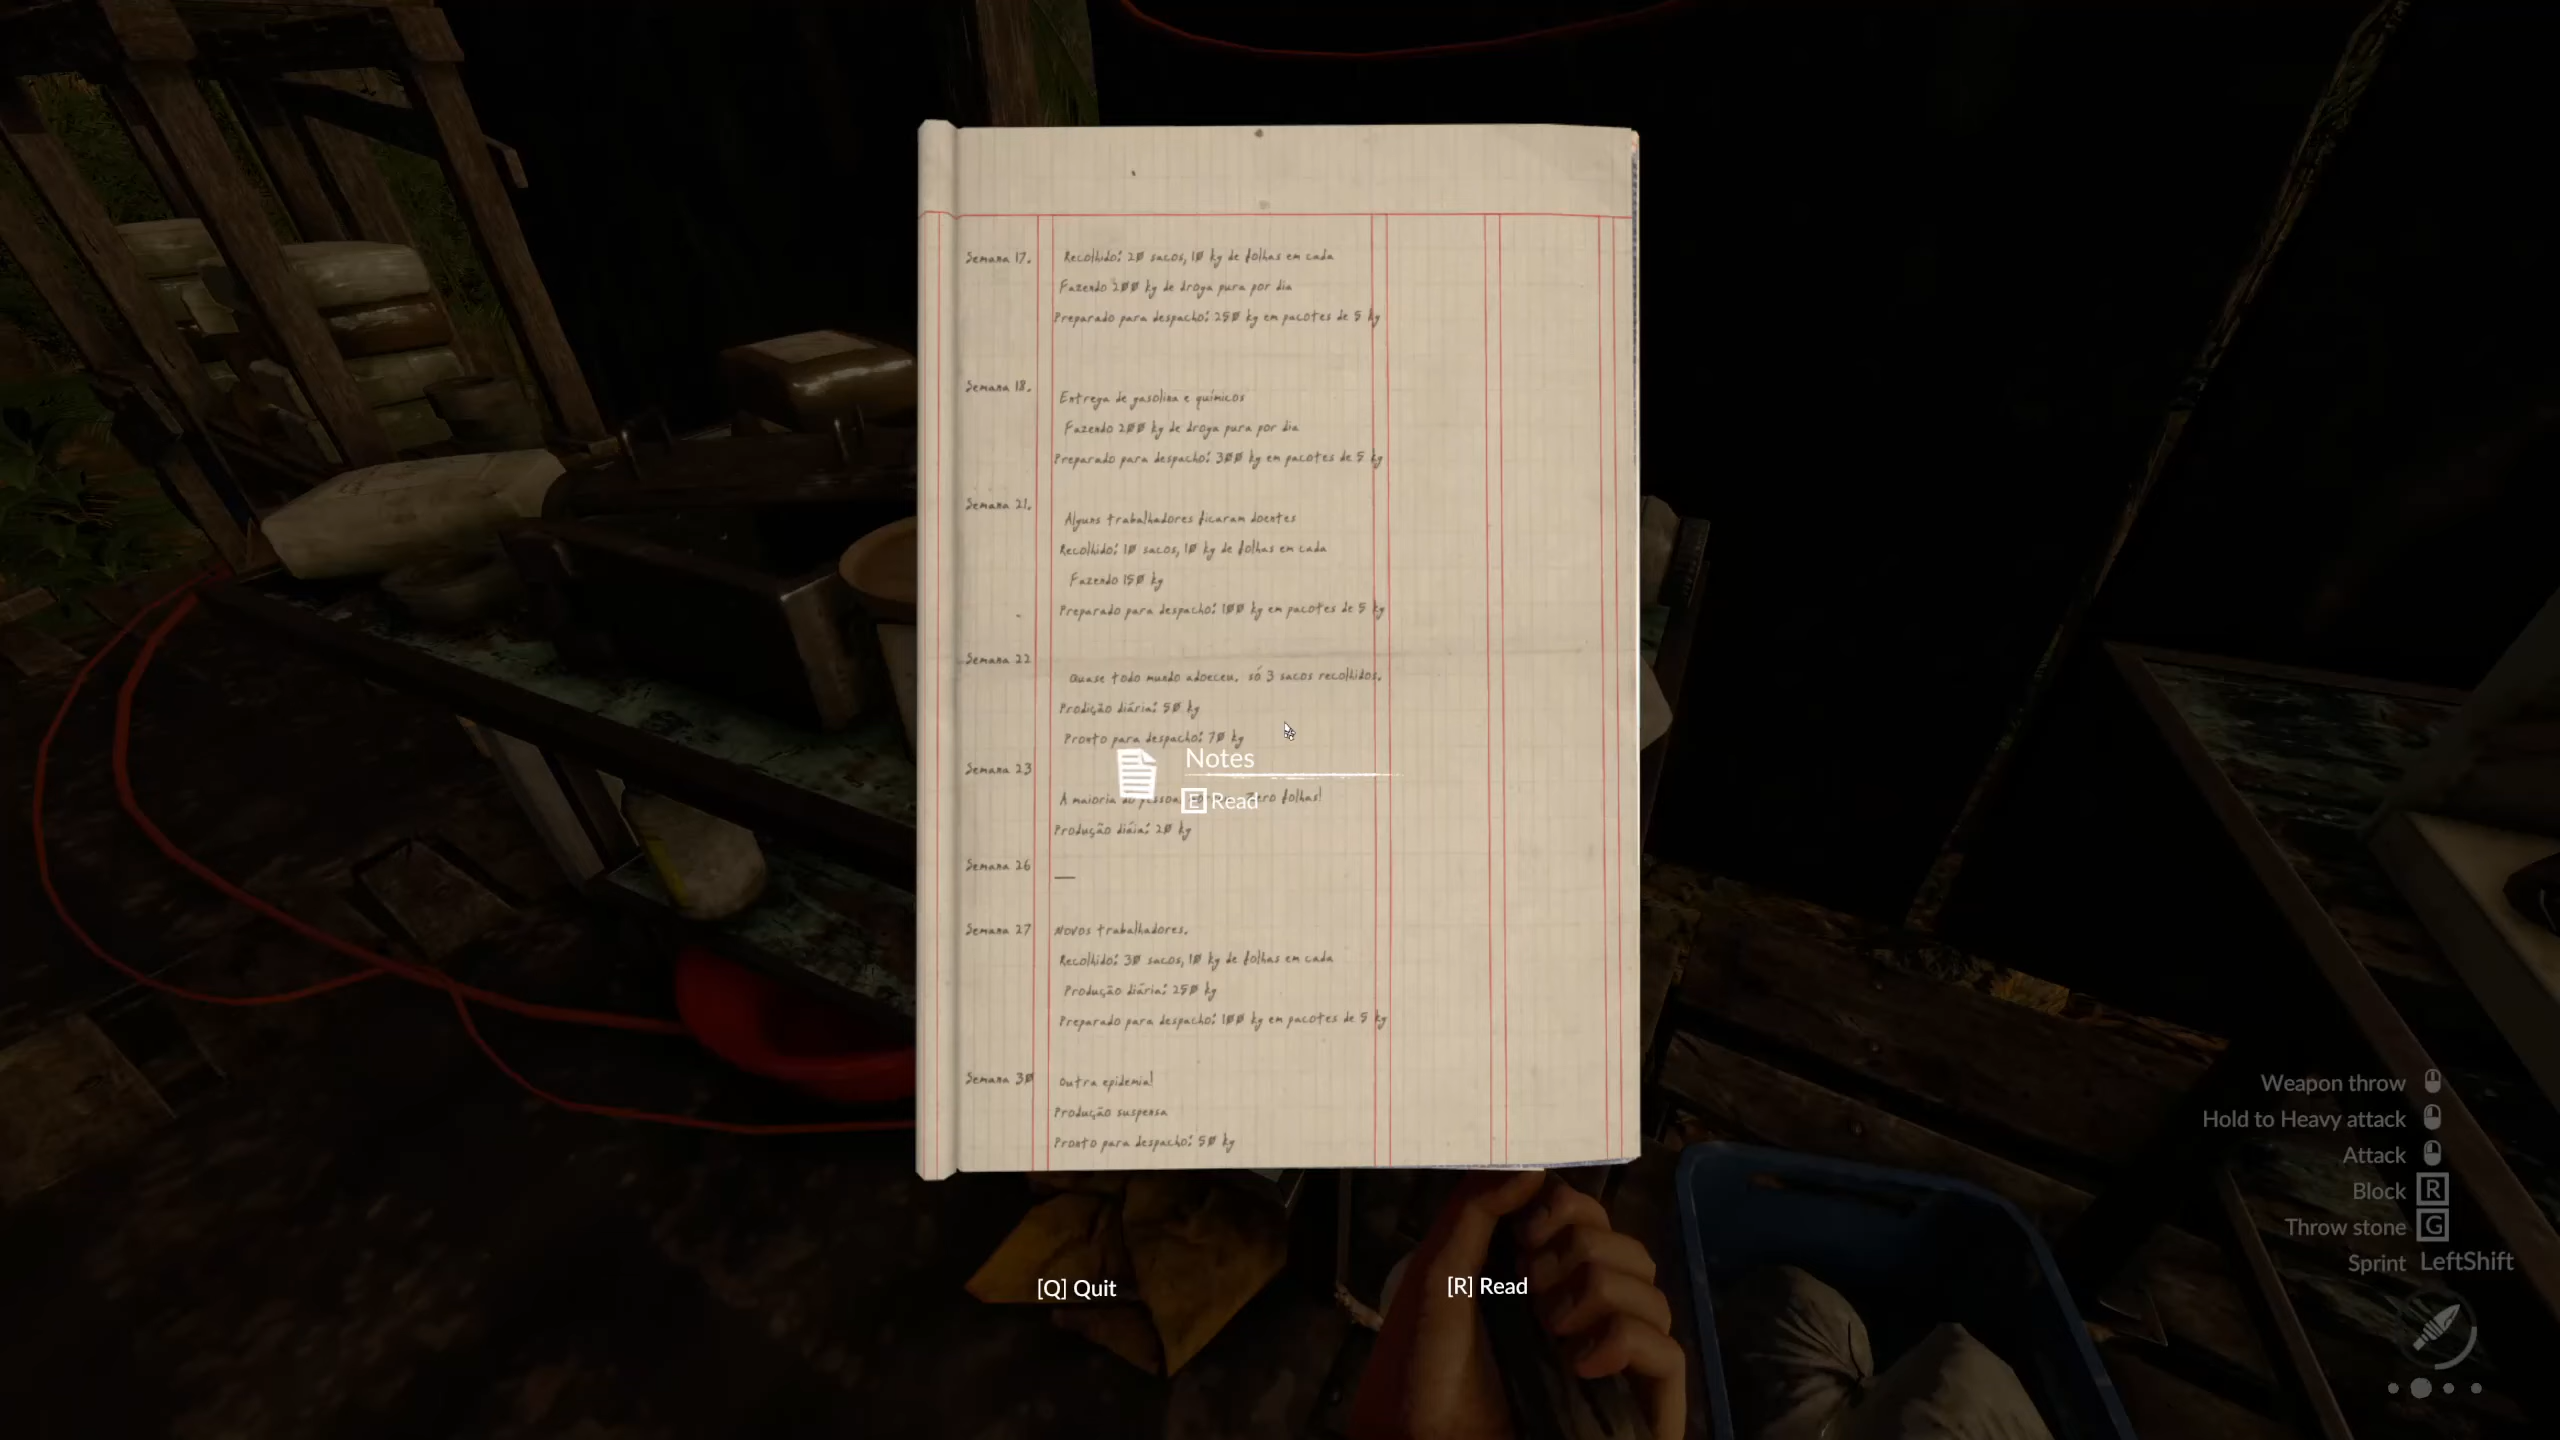 Semana 17.
Recolhido: 20 sacos, 10 kg de folhas em cada
Fazendo 200 kg de droga pura por dia
Preparado para despacho: 250 kg em pacotes de 5 kg
Semana 18.
Entrega de gasolina e químicos
Fazendo 200 kg de droga pura por dia
Preparado para despacho: 300 kg em pacotes de 5 kg
Semana 21.
Alguns trabalhadores ficaram doentes
Recolhido: 10 sacos, 10 kg de folhas em cada
Fazendo 150 kg
Preparado para despacho: 100 kg em pacotes de 5 kg
Semana 22
Quase todo mundo adoeceu. só 3 sacos recolhidos.
Prodição diária: 50 kg
Pronto para despacho: 70 kg
Notes
Semana 23
A maioria do folhas!
[E] Read
Produção diáia: 20 kg
Semana 26
—
Semana 27
Novos trabalhadores.
Recolhido: 30 sacos, 10 kg de folhas em cada
Produção diária: 250 kg
Preparado para despacho: 100 kg em pacotes de 5 kg
Semana 30
Outra epidemia!
Produção suspensa
Pronto para despacho: 50 kg
[Q] Quit
[R] Read
Weapon throw
Hold to Heavy attack
Attack
Block R
Throw stone G
Sprint LeftShift